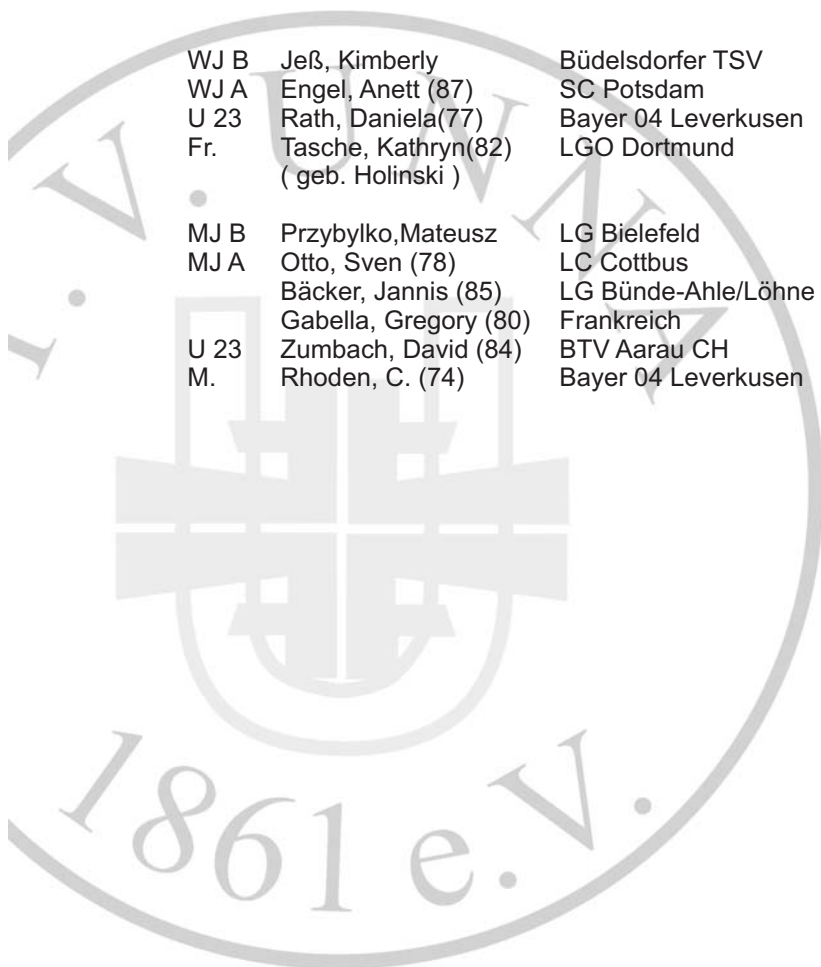 WJ B Jeß, Kimberly Büdelsdorfer TSV
WJ A Engel, Anett (87) SC Potsdam
U 23 Rath, Daniela(77) Bayer 04 Leverkusen
Fr. Tasche, Kathryn(82) LGO Dortmund
( geb. Holinski )
MJ B Przybylko,Mateusz LG Bielefeld
MJ A Otto, Sven (78) LC Cottbus
Bäcker, Jannis (85) LG Bünde-Ahle/Löhne
Gabella, Gregory (80) Frankreich
U 23 Zumbach, David (84) BTV Aarau CH
M. Rhoden, C. (74) Bayer 04 Leverkusen
T.V. UNNA
1861 e.V.